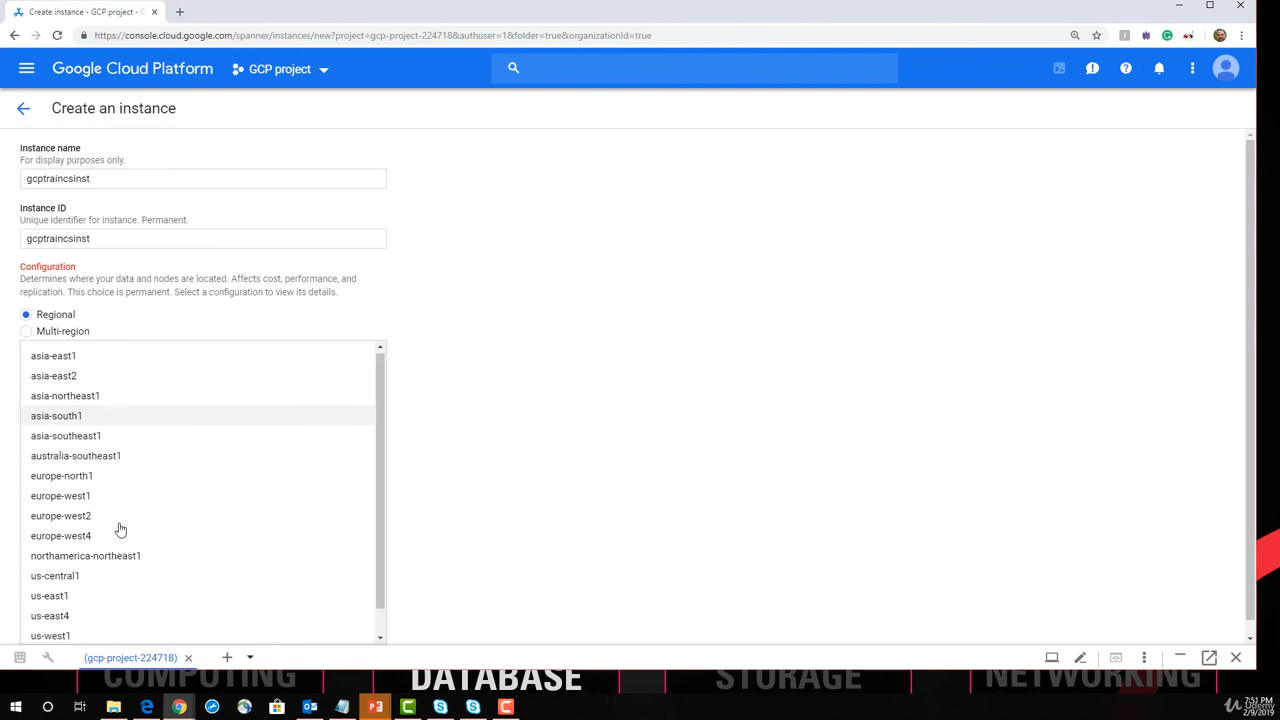 Create instance - GCP project - G
https://console.cloud.google.com/spanner/instances/new?project=gcp-project-224718&authuser=1&folder=true&organizationId=true
Google Cloud Platform
GCP project
Create an instance
Instance name
For display purposes only.
gcptraincsinst
Instance ID
Unique identifier for instance. Permanent.
gcptraincsinst
Configuration
Determines where your data and nodes are located. Affects cost, performance, and
replication. This choice is permanent. Select a configuration to view its details.
Regional
Multi-region
asia-east1
asia-east2
asia-northeast1
asia-south1
asia-southeast1
australia-southeast1
europe-north1
europe-west1
europe-west2
europe-west4
northamerica-northeast1
us-central1
us-east1
us-east4
us-west1
(gcp-project-224718)
COMPUTING
DATABASE
STORAGE
NETWORKING
7:51 PM
2/9/2019
Udemy